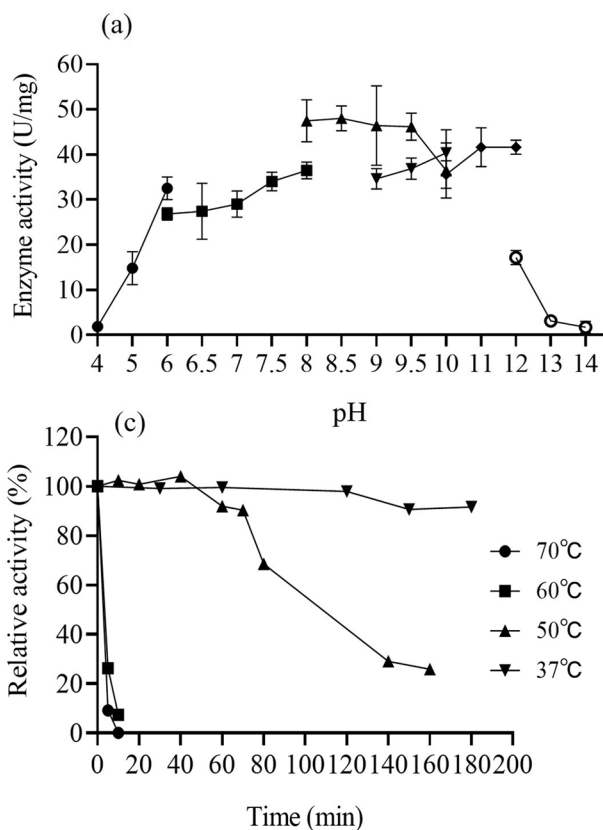 (a)
Enzyme activity (U/mg)
60
50
40
30
20
10
0
4 5 6 6.5 7 7.5 8 8.5 9 9.5 10 11 12 13 14
pH
(c)
Relative activity (%)
120
100
80
60
40
20
0
0 20 40 60 80 100 120 140 160 180 200
Time (min)
70℃
60℃
50℃
37℃